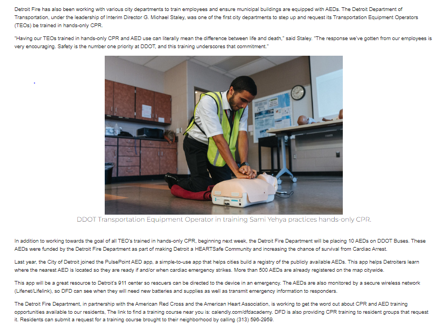 Detroit Fire has also been working with various city departments to train employees and ensure municipal buildings are equipped with AEDs. The Detroit Department of
Transportation, under the leadership of Interim Director G. Michael Staley, was one of the first city departments to step up and request its Transportation Equipment Operators
(TEOs) be trained in hands-only CPR.
"Having our TEOs trained in hands-only CPR and AED use can literally mean the difference between life and death," said Staley. "The response we've gotten from our employees is
very encouraging. Safety is the number one priority at DDOT, and this training underscores that commitment."
DDOT Transportation Equipment Operator in training Sami Yehya practices hands-only CPR.
In addition to working towards the goal of all TEO's trained in hands-only CPR, beginning next week, the Detroit Fire Department will be placing 10 AEDs on DDOT Buses. These
AEDs were funded by the Detroit Fire Department as part of making Detroit a HEARTSafe Community and increasing the chance of survival from Cardiac Arrest.
Last year, the City of Detroit joined the PulsePoint AED app, a simple-to-use app that helps cities build a registry of the publicly available AEDs. This app helps Detroiters learn
where the nearest AED is located so they are ready if and/or when cardiac emergency strikes. More than 500 AEDs are already registered on the map citywide.
This app will be a great resource to Detroit's 911 center so rescuers can be directed to the device in an emergency. The AEDs are also monitored by a secure wireless network
(Lifenet/Lifelink), so DFD can see when they will need new batteries and supplies as well as transmit emergency information to responders.
The Detroit Fire Department, in partnership with the American Red Cross and the American Heart Association, is working to get the word out about CPR and AED training
opportunities available to our residents. The link to find a training course near you is: calendly.com/dfdacademy. DFD is also providing CPR training to resident groups that request
it. Residents can submit a request for a training course brought to their neighborhood by calling (313) 596-2959.